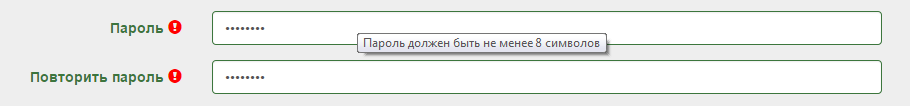 Пароль ••••••••
Пароль должен быть не менее 8 символов
Повторить пароль ••••••••